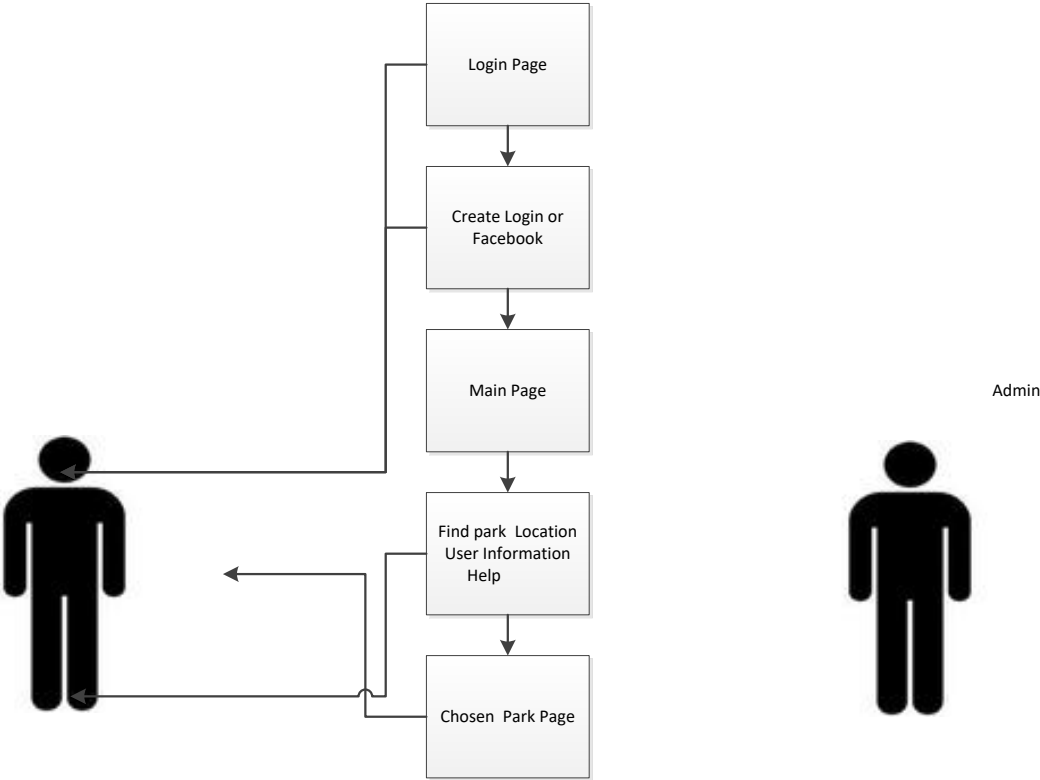 Login Page
Create Login or
Facebook
Main Page
Admin
Find park  Location
User Information
Help
Chosen  Park Page